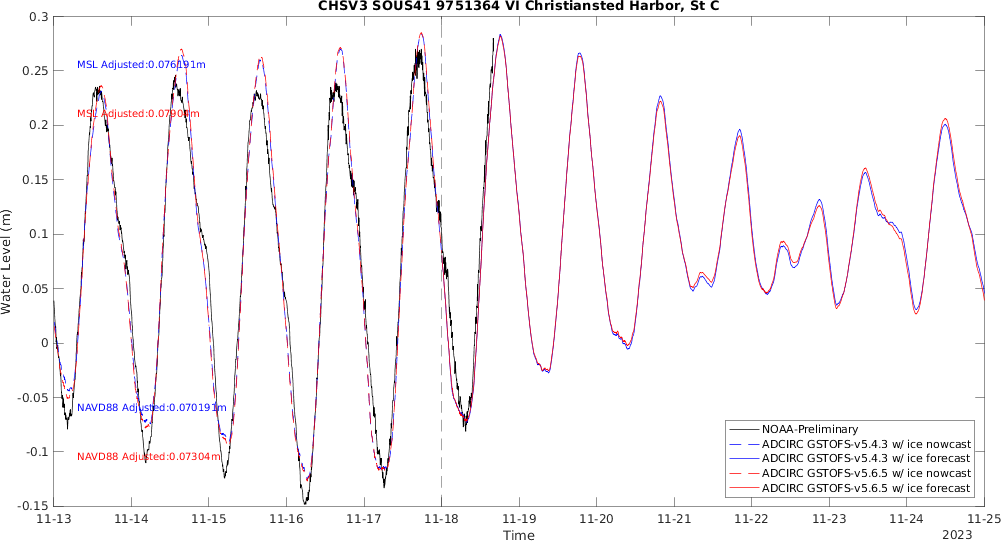 CHSV3 SOUS41 9751364 VI Christiansted Harbor, St C
0.3
0.25
0.2
0.15
0.1
0.05
0
-0.05
-0.1
-0.15
Water Level (m)
MSL Adjusted:0.076191m
MSL Adjusted:0.07904m
NAVD88 Adjusted:0.070191m
NAVD88 Adjusted:0.07304m
NOAA-Preliminary
ADCIRC GSTOFS-v5.4.3 w/ ice nowcast
ADCIRC GSTOFS-v5.4.3 w/ ice forecast
ADCIRC GSTOFS-v5.6.5 w/ ice nowcast
ADCIRC GSTOFS-v5.6.5 w/ ice forecast
11-13 11-14 11-15 11-16 11-17 11-18 11-19 11-20 11-21 11-22 11-23 11-24 11-25
Time
2023